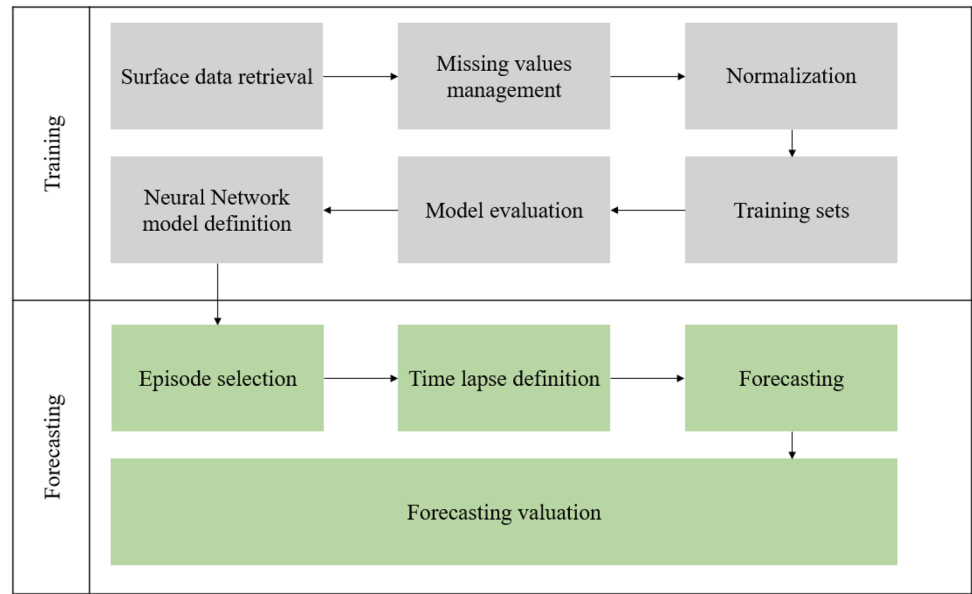 Training
Surface data retrieval
Missing values
management
Normalization
Neural Network
model definition
Model evaluation
Training sets
Forecasting
Episode selection
Time lapse definition
Forecasting
Forecasting valuation